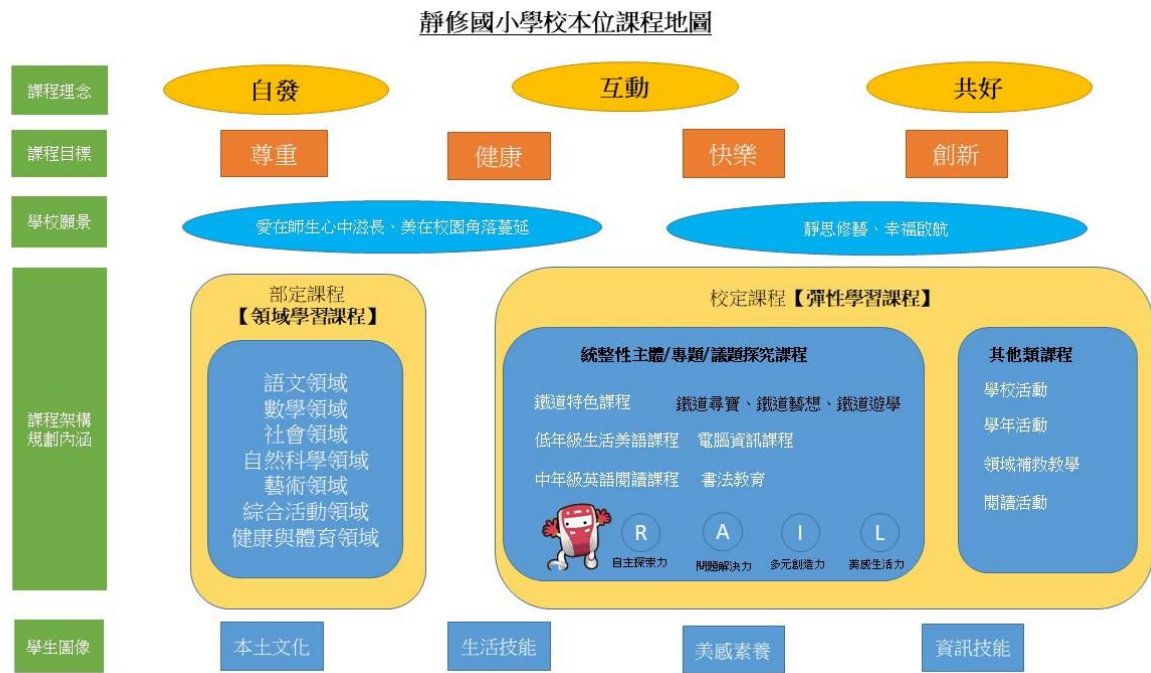 靜修國小學校本位課程地圖
課程理念
自發
互動
共好
課程目標
尊重
健康
快樂
創新
學校願景
愛在師生心中滋長、美在校園角落蔓延
靜思修藝、幸福啟航
課程架構
規劃內涵
部定課程
【領域學習課程】
語文領域
數學領域
社會領域
自然科學領域
藝術領域
綜合活動領域
健康與體育領域
校定課程【彈性學習課程】
統整性主體/專題/議題探究課程
鐵道特色課程 鐵道尋寶、鐵道藝想、鐵道遊學
低年級生活美語課程 電腦資訊課程
中年級英語閱讀課程 書法教育
R A I L
自主探索力 問題解決力 多元創造力 美感生活力
其他類課程
學校活動
學年活動
領域補救教學
閱讀活動
學生圖像
本土文化
生活技能
美感素養
資訊技能